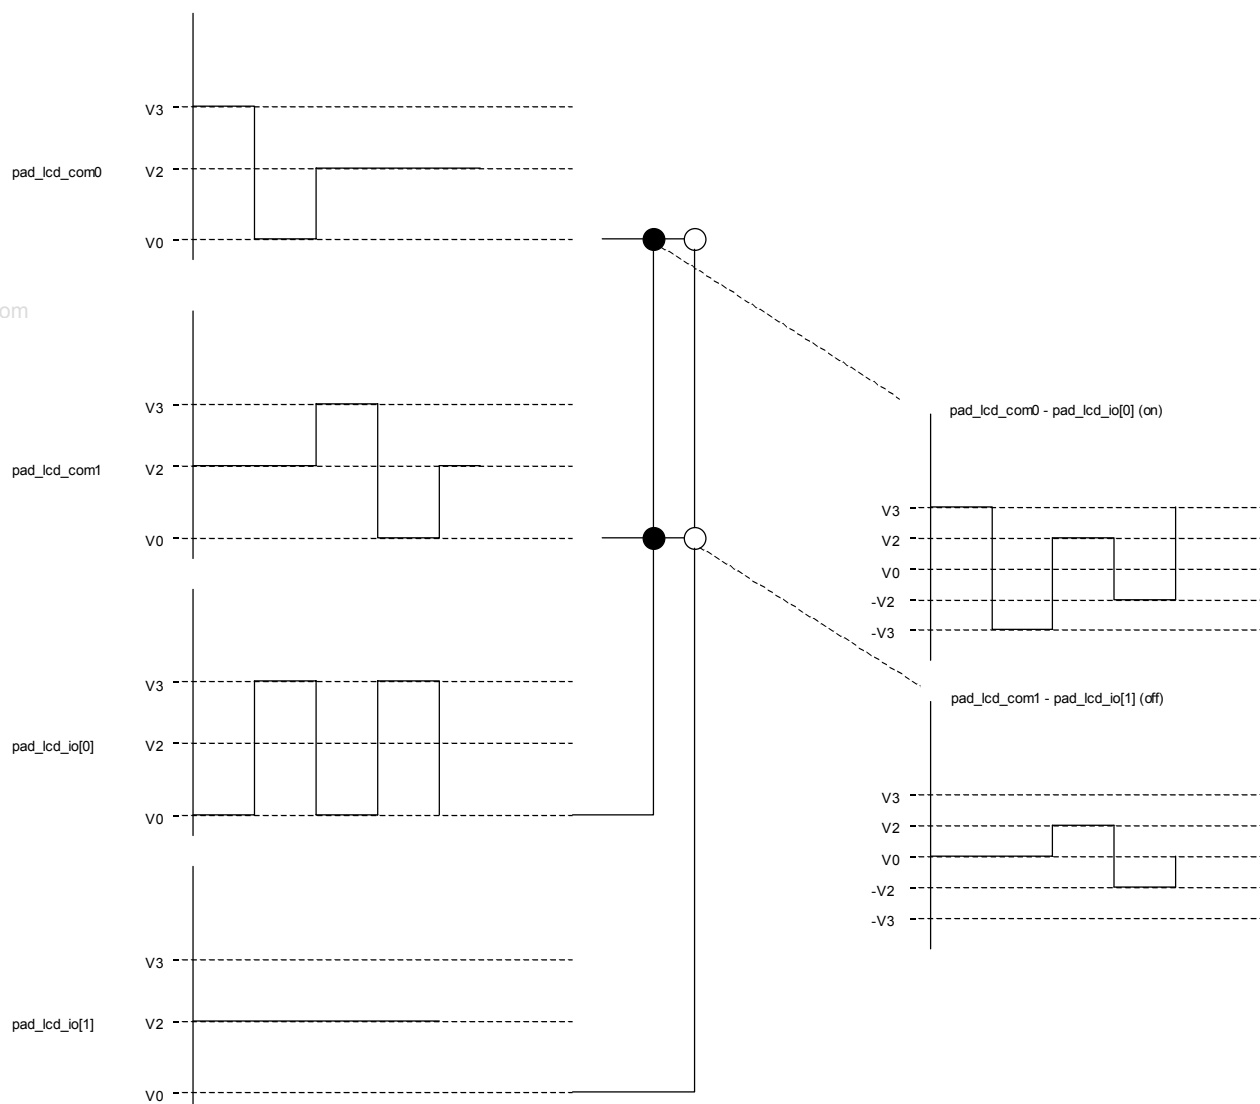 V3
pad_lcd_com0
V2
V0
om
V3
pad_lcd_com1
V2
V0
pad_lcd_com0 - pad_lcd_io[0] (on)
V3
V2
V0
-V2
-V3
V3
pad_lcd_io[0]
V2
V0
pad_lcd_com1 - pad_lcd_io[1] (off)
V3
V2
V0
-V2
-V3
V3
pad_lcd_io[1]
V2
V0